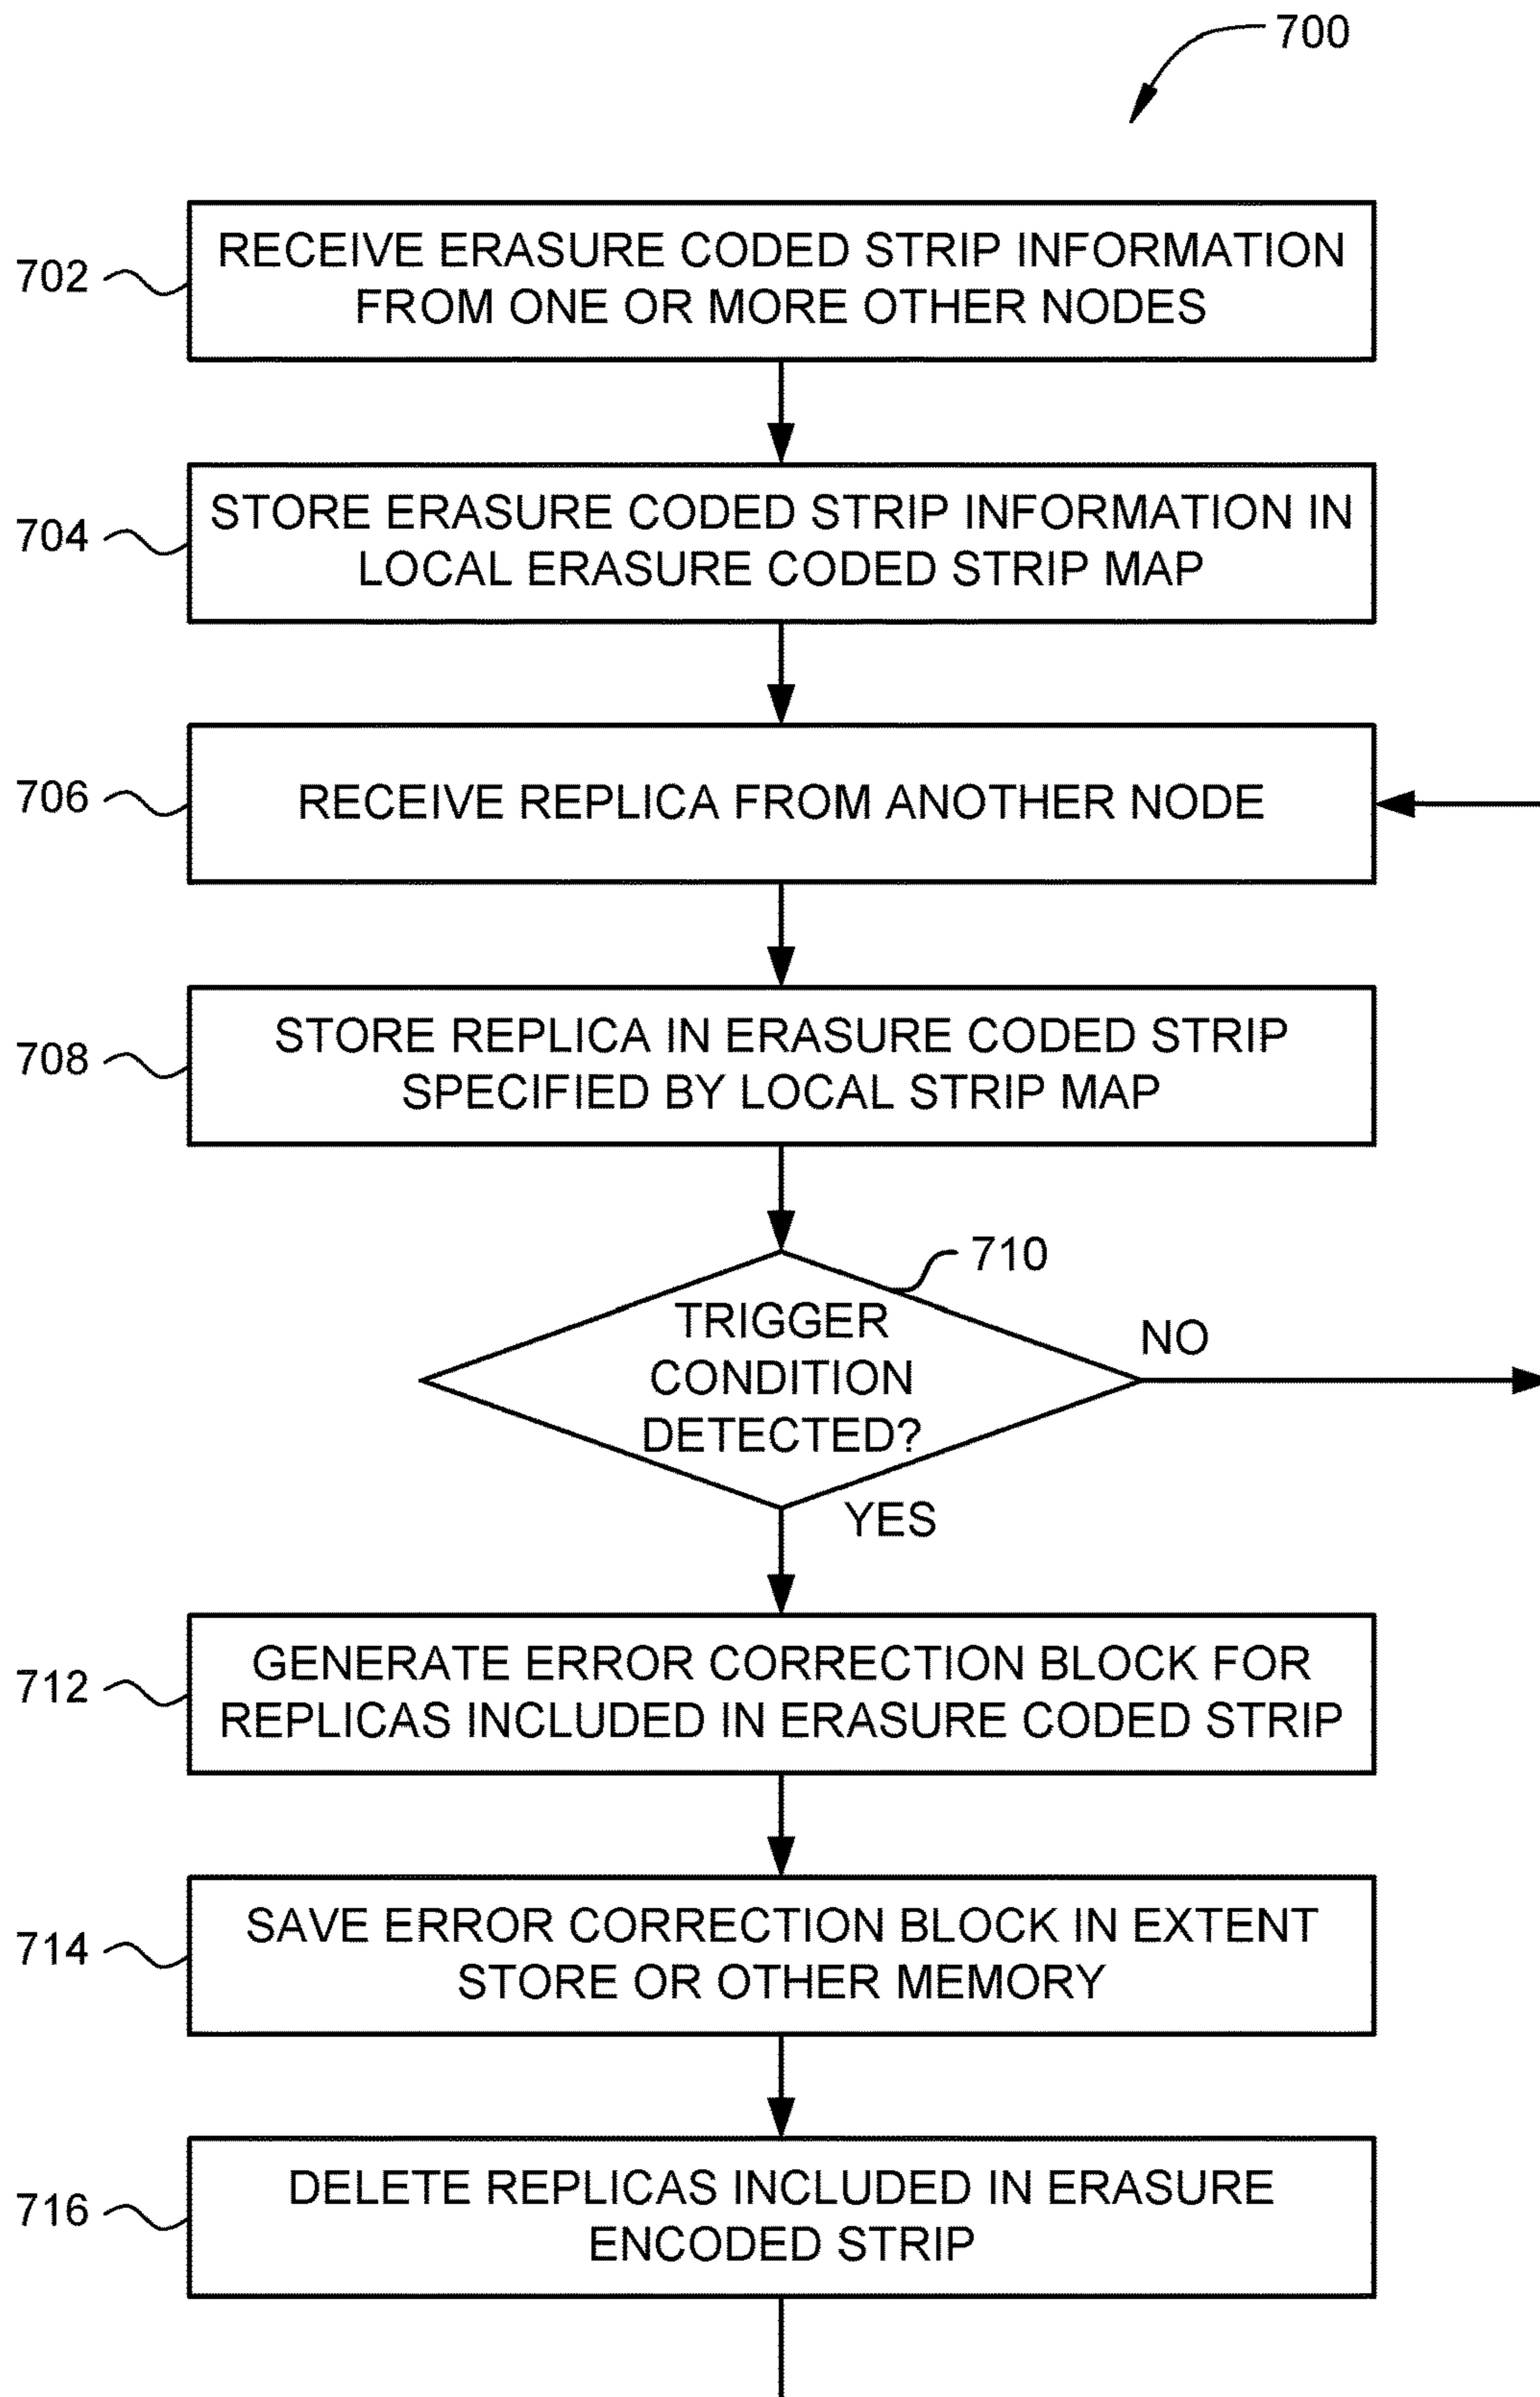 700
702
RECEIVE ERASURE CODED STRIP INFORMATION
FROM ONE OR MORE OTHER NODES
704
STORE ERASURE CODED STRIP INFORMATION IN
LOCAL ERASURE CODED STRIP MAP
706
RECEIVE REPLICA FROM ANOTHER NODE
708
STORE REPLICA IN ERASURE CODED STRIP
SPECIFIED BY LOCAL STRIP MAP
710
TRIGGER
CONDITION
DETECTED?
NO
YES
712
GENERATE ERROR CORRECTION BLOCK FOR
REPLICAS INCLUDED IN ERASURE CODED STRIP
714
SAVE ERROR CORRECTION BLOCK IN EXTENT
STORE OR OTHER MEMORY
716
DELETE REPLICAS INCLUDED IN ERASURE
ENCODED STRIP